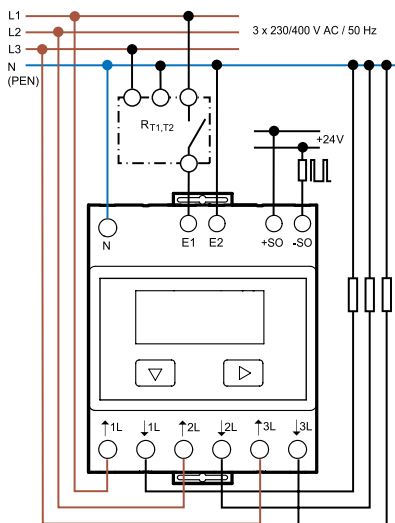 L1
L2
3 x 230/400 V AC / 50 Hz
L3
N
(PEN)
RT1,T2
+24V
N
E1
E2
+SO
-SO
↑1L
↓1L
↑2L
↓2L
↑3L
↓3L